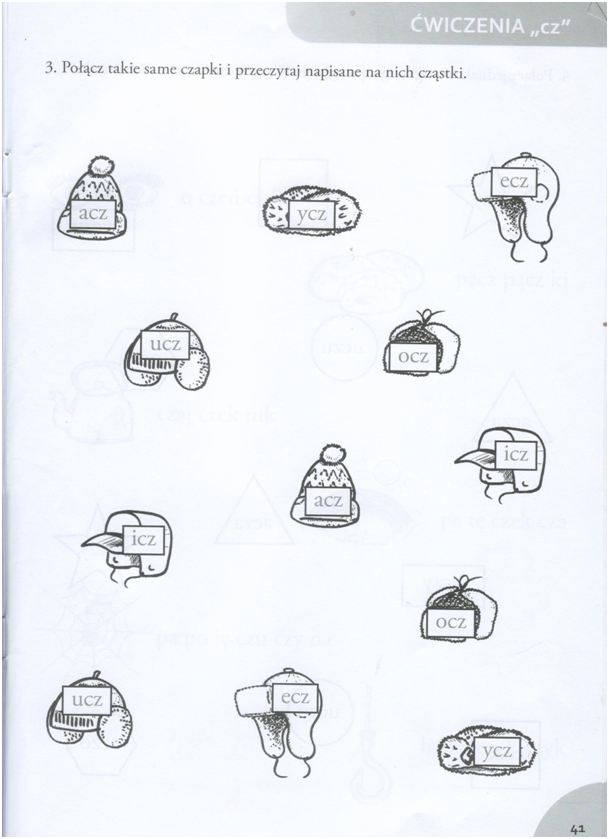 ĆWICZENIA „cz”
3. Połącz takie same czapki i przeczytaj napisane na nich cząstki.
acz
ycz
ecz
ucz
ocz
icz
acz
icz
ocz
ucz
ecz
ycz
41